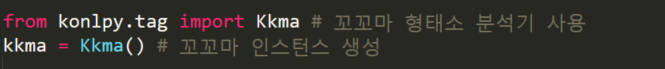 from konlpy.tag import Kkma # 꼬꼬마 형태소 분석기 사용
kkma = Kkma() # 꼬꼬마 인스턴스 생성